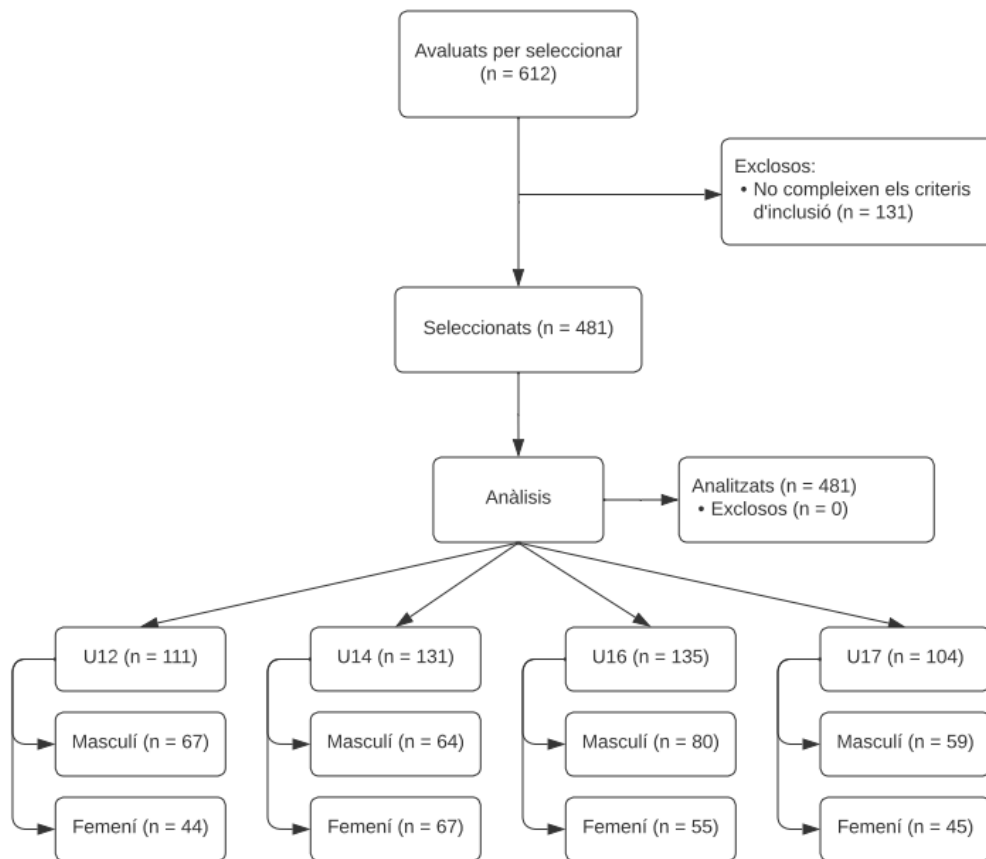 Avaluats per seleccionar
(n = 612)
Exclosos:
• No compleixen els criteris
d'inclusió (n = 131)
Seleccionats (n = 481)
Anàlisis
Analitzats (n = 481)
• Exclosos (n = 0)
U12 (n = 111)
U14 (n = 131)
U16 (n = 135)
U17 (n = 104)
Masculí (n = 67)
Masculí (n = 64)
Masculí (n = 80)
Masculí (n = 59)
Femení (n = 44)
Femení (n = 67)
Femení (n = 55)
Femení (n = 45)